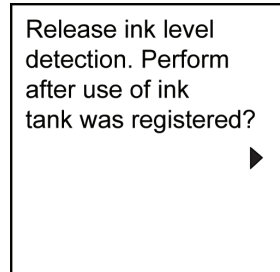 Release ink level
detection. Perform
after use of ink
tank was registered?